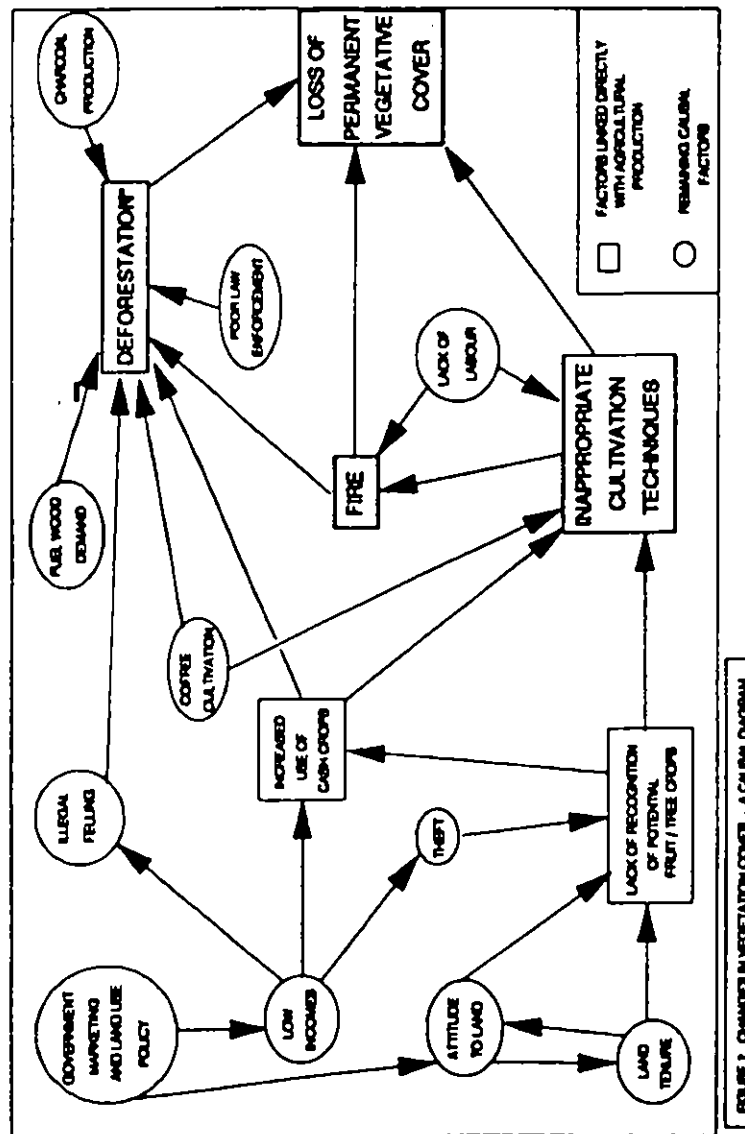 GOVERNMENT
MARKETING
AND LAND USE
POLICY
ILLEGAL
FELLING
FUEL WOOD
DEMAND
CHARCOAL
PRODUCTION
DEFORESTATION"
COFFEE
CULTIVATION
POOR LAW
ENFORCEMENT
LOW
INCOMES
INCREASED
USE OF
CASH CROPS
FIRE
LOSS OF
PERMANENT
VEGETATIVE
COVER
THEFT
LACK OF
LABOUR
ATTITUDE
TO LAND
LAND
TENURE
LACK OF RECOGNITION
OF POTENTIAL
FRUIT / TREE CROPS
INAPPROPRIATE
CULTIVATION
TECHNIQUES
FACTORS LINKED DIRECTLY
WITH AGRICULTURAL
PRODUCTION
REMAINING CAUSAL
FACTORS
FIGURE 2 CHANGES IN VEGETATION COVER - A CAUSAL DIAGRAM